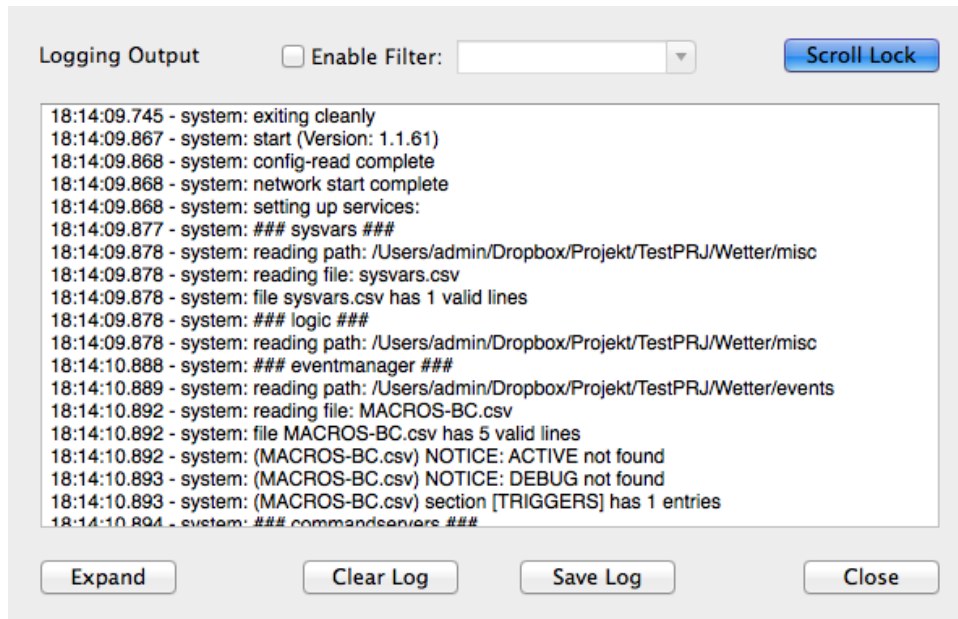 Logging Output Enable Filter: Scroll Lock
18:14:09.745 - system: exiting cleanly
18:14:09.867 - system: start (Version: 1.1.61)
18:14:09.868 - system: config-read complete
18:14:09.868 - system: network start complete
18:14:09.868 - system: setting up services:
18:14:09.877 - system: ### sysvars ###
18:14:09.878 - system: reading path: /Users/admin/Dropbox/Projekt/TestPRJ/Wetter/misc
18:14:09.878 - system: reading file: sysvars.csv
18:14:09.878 - system: file sysvars.csv has 1 valid lines
18:14:09.878 - system: ### logic ###
18:14:09.878 - system: reading path: /Users/admin/Dropbox/Projekt/TestPRJ/Wetter/misc
18:14:10.888 - system: ### eventmanager ###
18:14:10.889 - system: reading path: /Users/admin/Dropbox/Projekt/TestPRJ/Wetter/events
18:14:10.892 - system: reading file: MACROS-BC.csv
18:14:10.892 - system: file MACROS-BC.csv has 5 valid lines
18:14:10.892 - system: (MACROS-BC.csv) NOTICE: ACTIVE not found
18:14:10.893 - system: (MACROS-BC.csv) NOTICE: DEBUG not found
18:14:10.893 - system: (MACROS-BC.csv) section [TRIGGERS] has 1 entries
18:14:10.894 - system: ### commandservers ###
Expand Clear Log Save Log Close